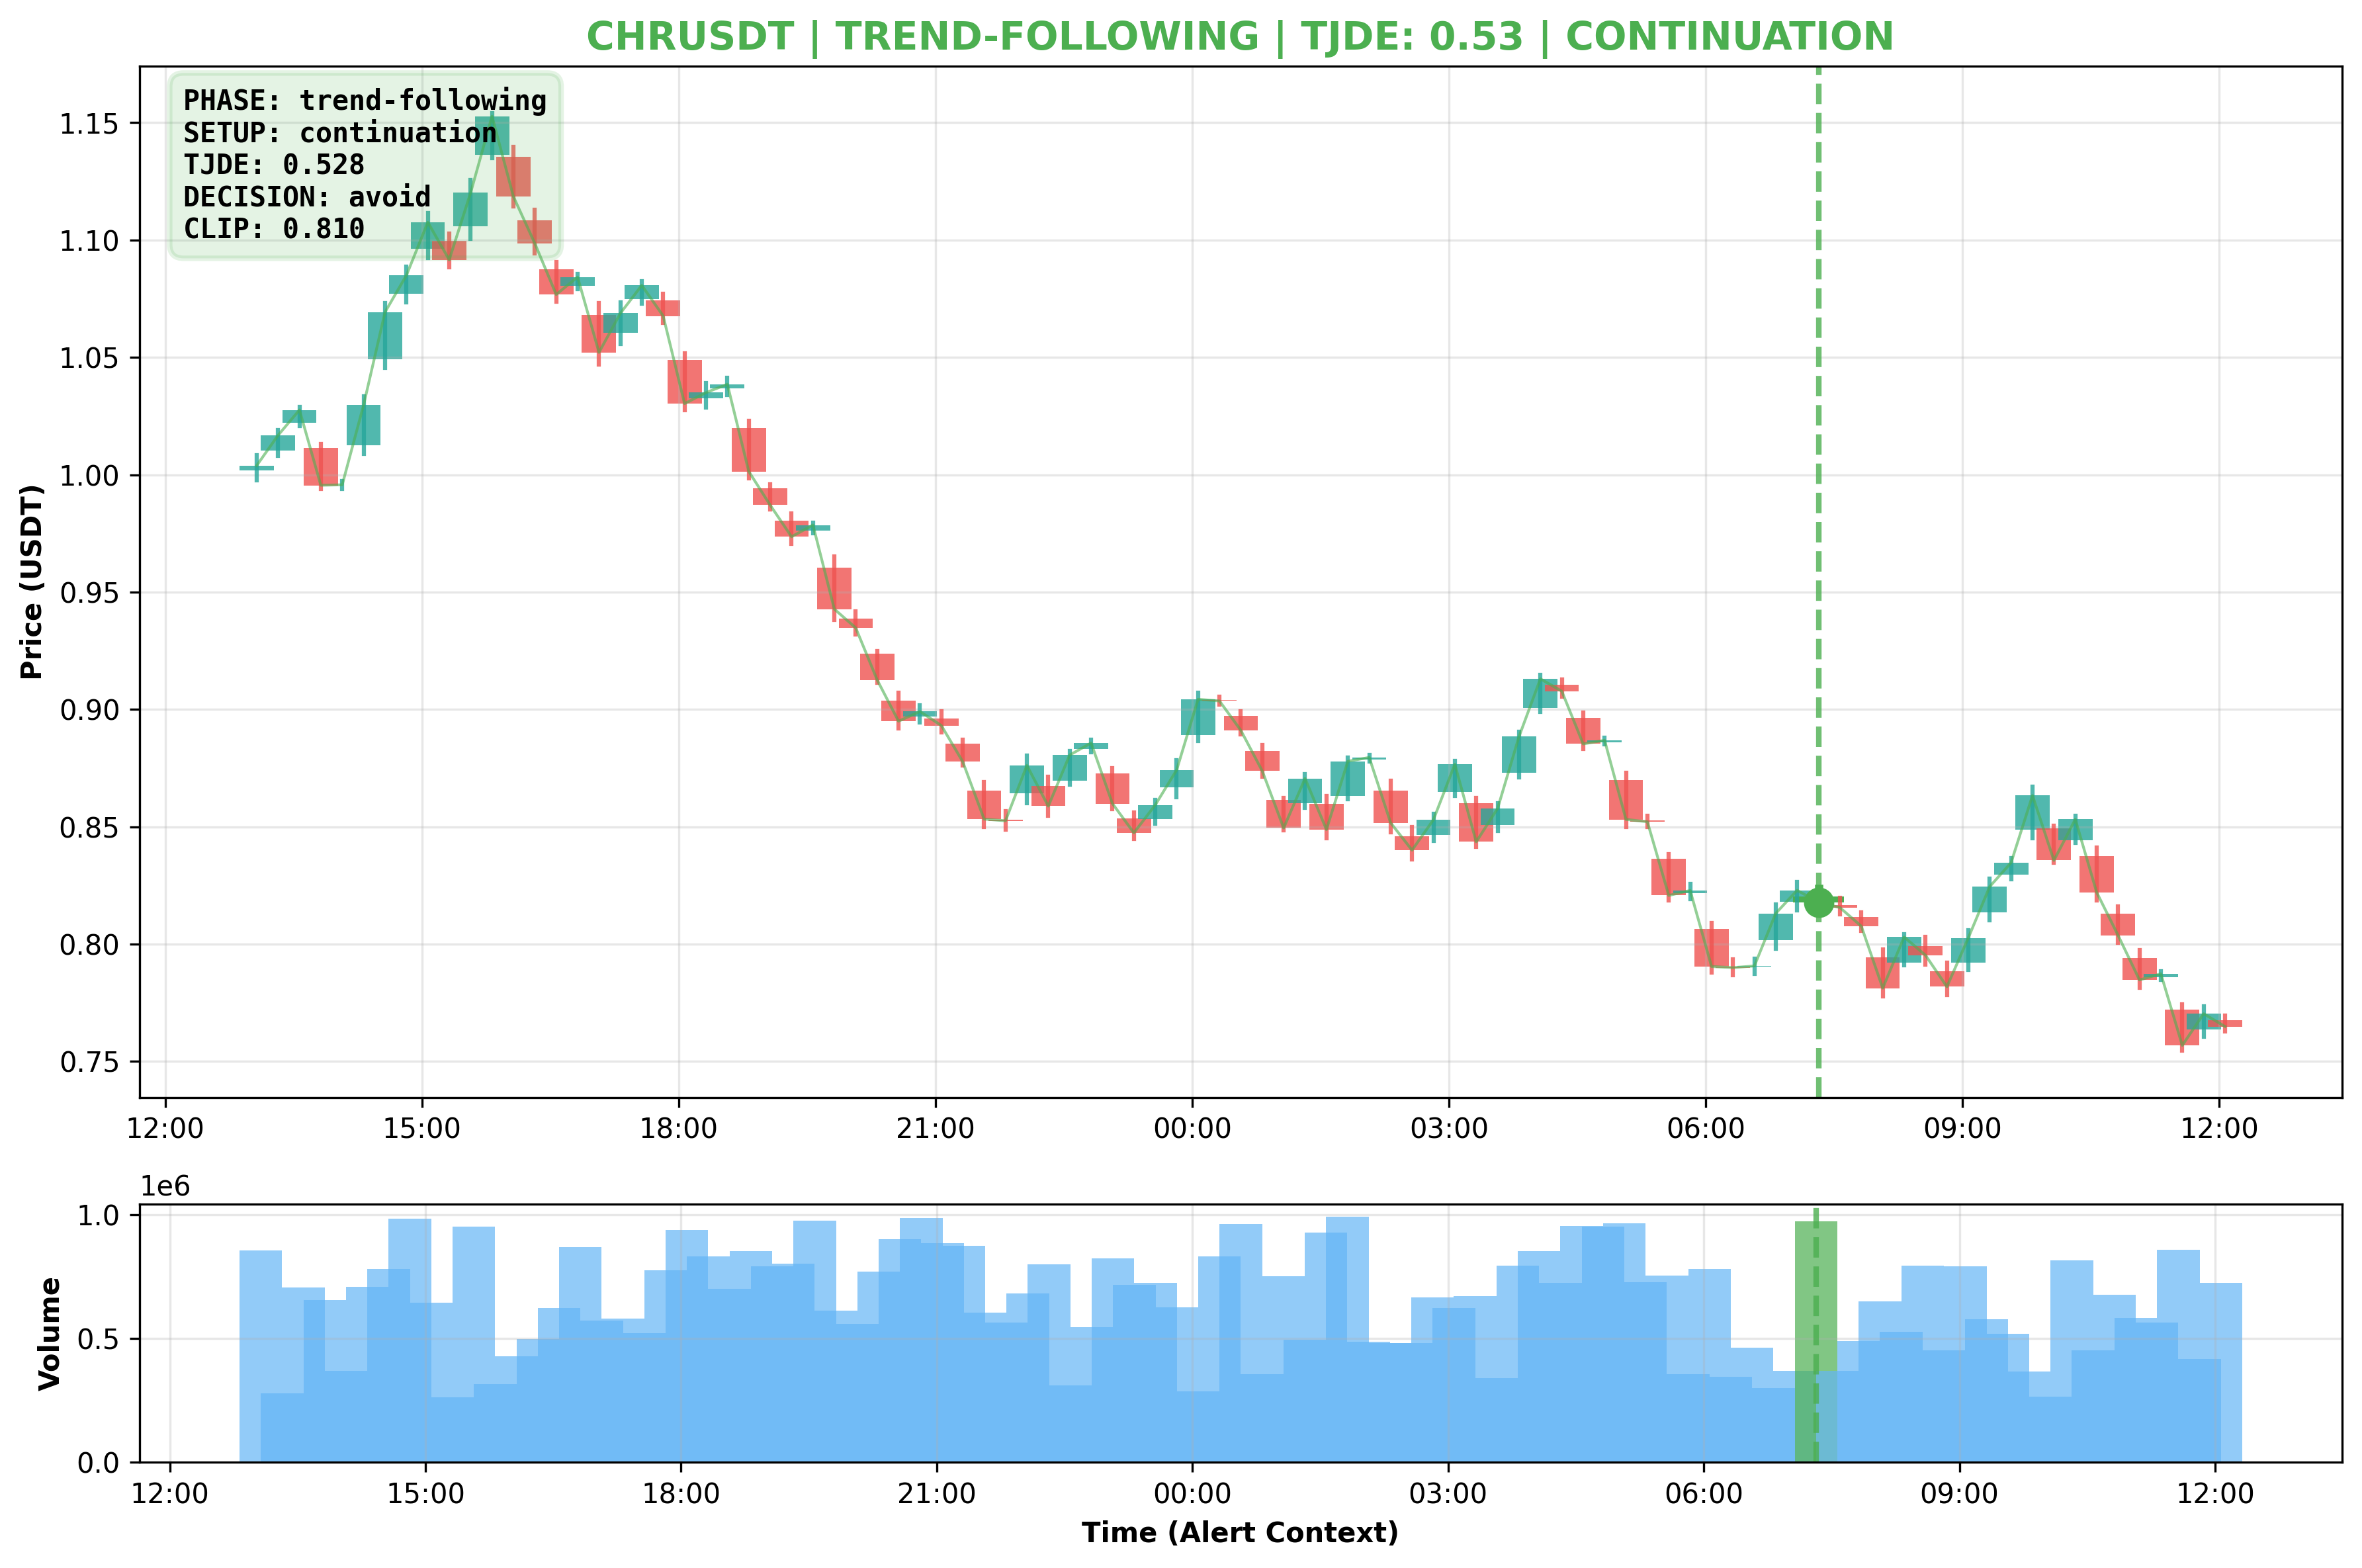 CHRUSDT | TREND-FOLLOWING | TJDE: 0.53 | CONTINUATION
PHASE: trend-following
SETUP: continuation
TJDE: 0.528
DECISION: avoid
CLIP: 0.810
Price (USDT)
1.15
1.10
1.05
1.00
0.95
0.90
0.85
0.80
0.75
12:00 15:00 18:00 21:00 00:00 03:00 06:00 09:00 12:00
1e6
Volume
1.0
0.5
0.0
12:00 15:00 18:00 21:00 00:00 03:00 06:00 09:00 12:00
Time (Alert Context)